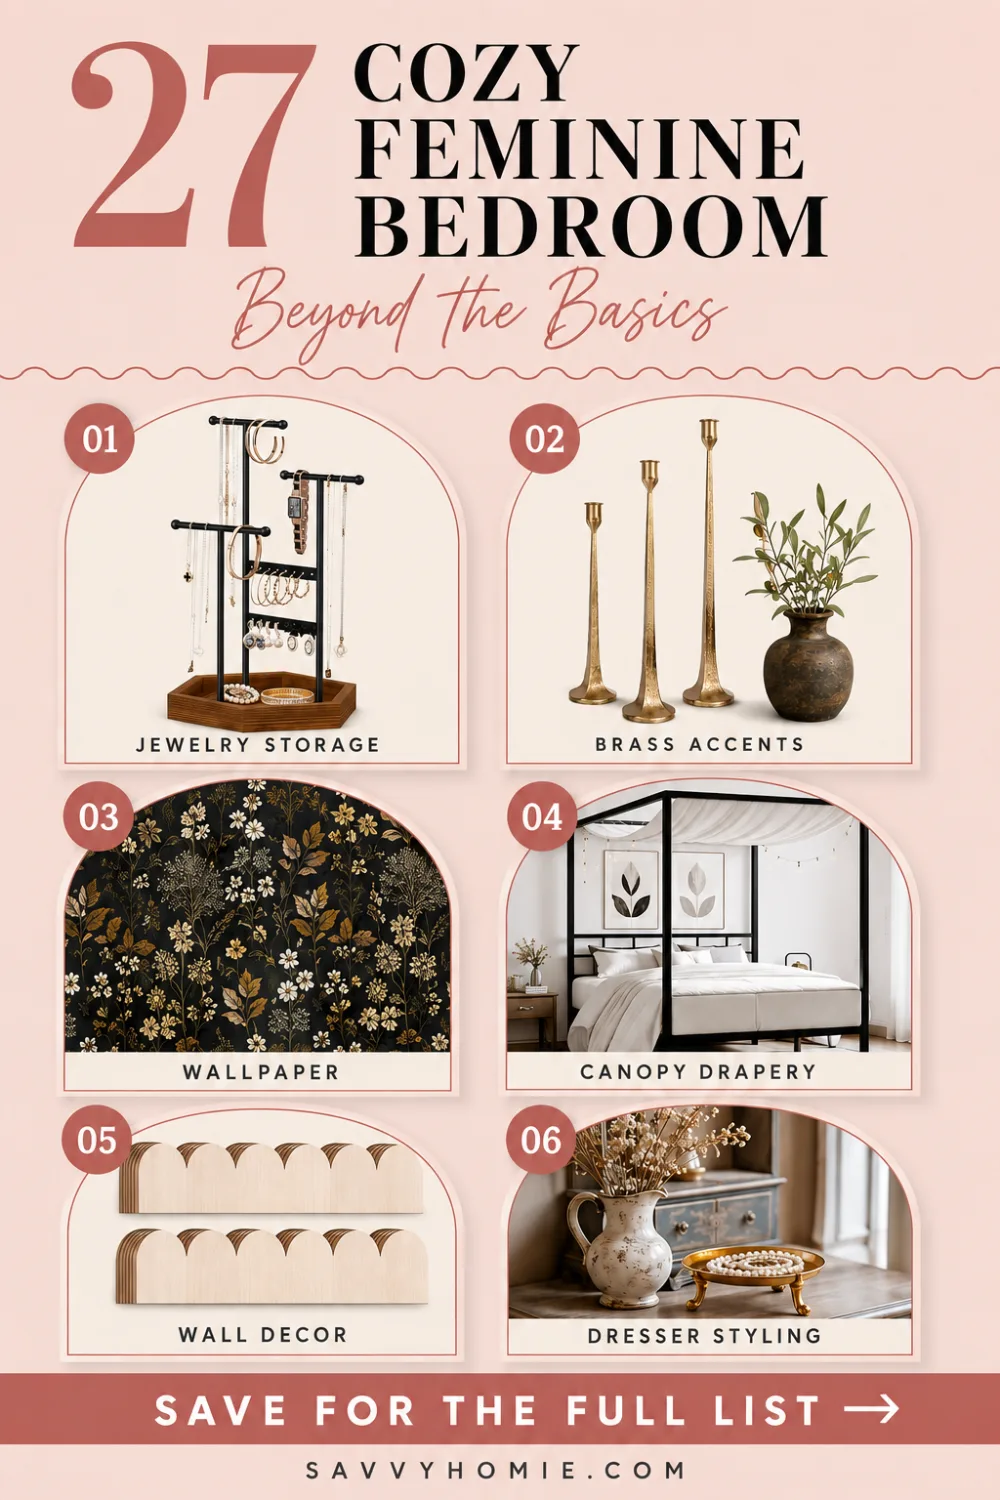 27
COZY
FEMININE
BEDROOM
Beyond the Basics
01
JEWELRY STORAGE
02
BRASS ACCENTS
03
WALLPAPER
04
CANOPY DRAPERY
05
WALL DECOR
06
DRESSER STYLING
SAVE FOR THE FULL LIST →
SAVVYHOMIE.COM